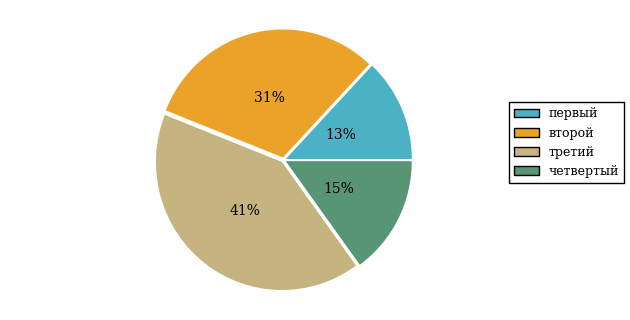 31%
13%
15%
41%
первый
второй
третий
четвертый